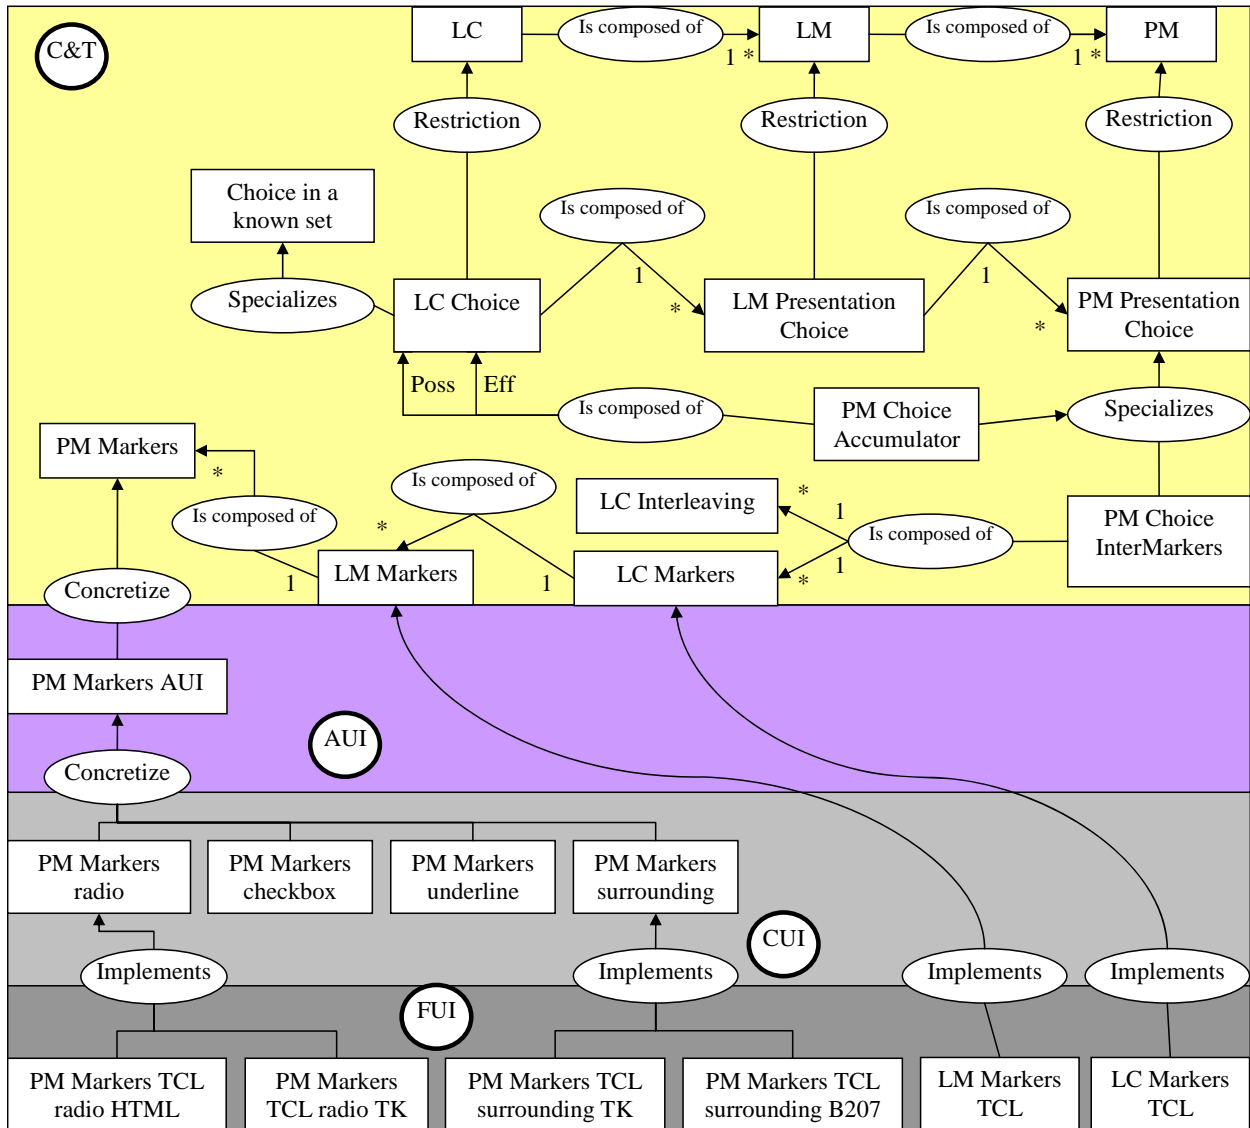 C&T
LC
Is composed of
1 *
LM
Is composed of
1 *
PM
Restriction
Restriction
Restriction
Choice in a
known set
Is composed of
1
*
Is composed of
1
*
Specializes
LC Choice
LM Presentation
Choice
PM Presentation
Choice
Poss
Eff
Is composed of
PM Choice
Accumulator
Specializes
PM Markers
*
Is composed of
1
Is composed of
*
1
LC Interleaving
*
1
Is composed of
1
*
PM Choice
InterMarkers
LM Markers
LC Markers
Concretize
PM Markers AUI
AUI
Concretize
PM Markers
radio
PM Markers
checkbox
PM Markers
underline
PM Markers
surrounding
CUI
Implements
Implements
Implements
Implements
FUI
PM Markers TCL
radio HTML
PM Markers
TCL radio TK
PM Markers TCL
surrounding TK
PM Markers TCL
surrounding B207
LM Markers
TCL
LC Markers
TCL